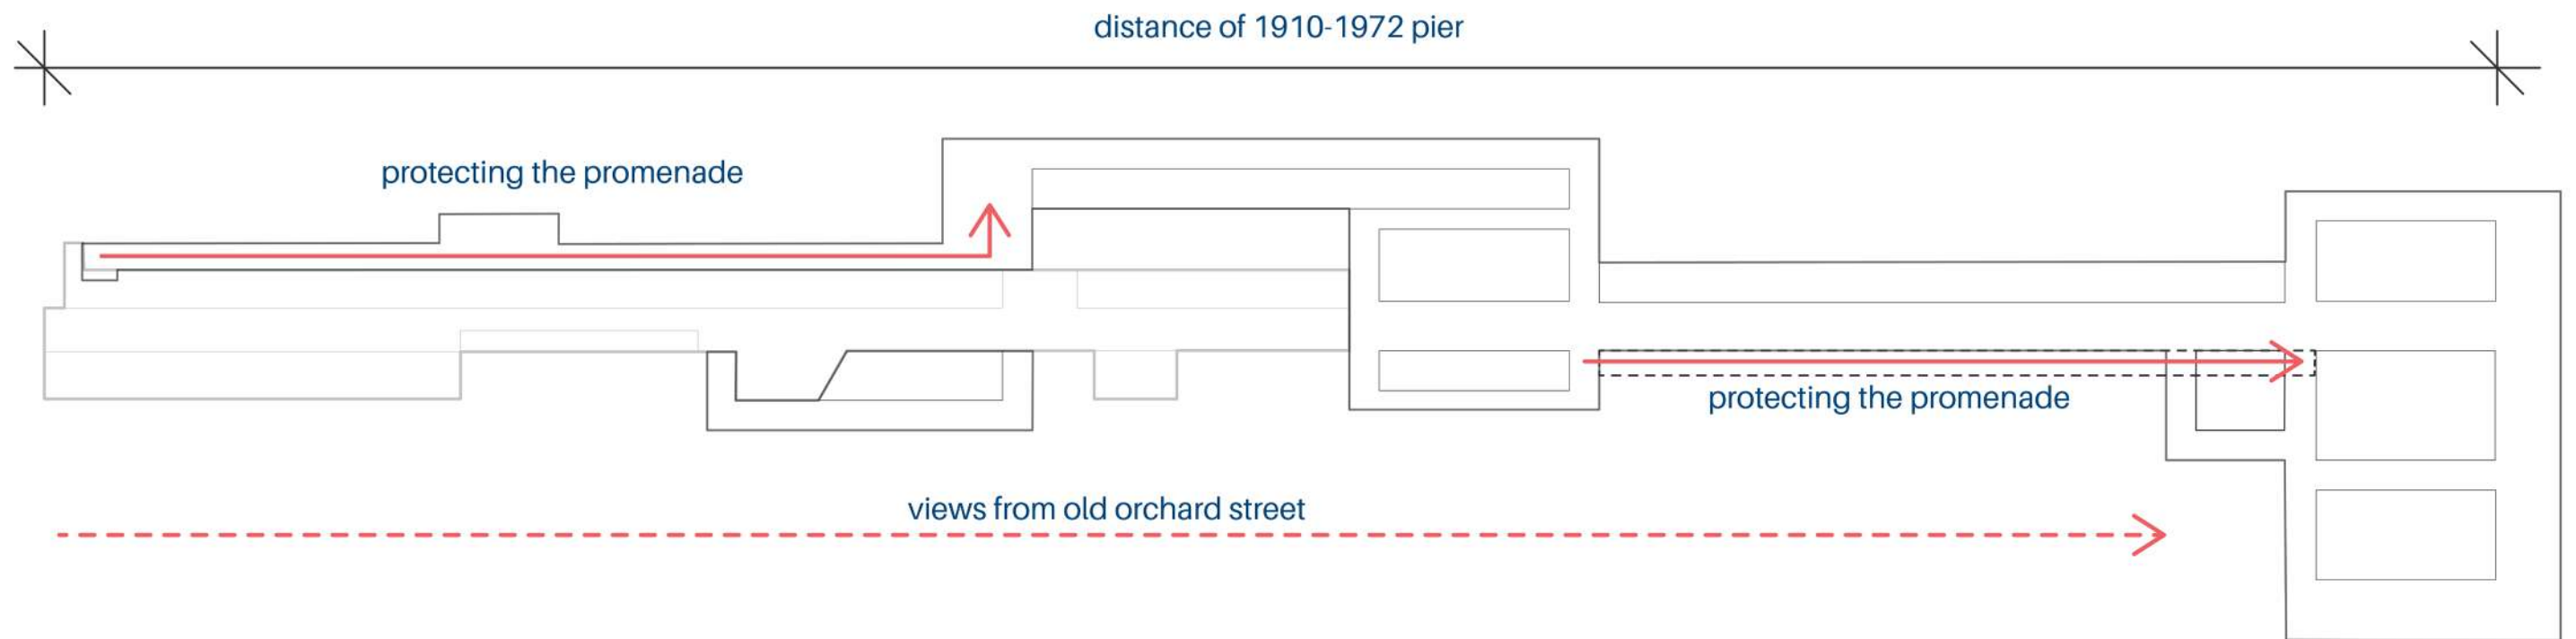 distance of 1910-1972 pier
protecting the promenade
protecting the promenade
views from old orchard street